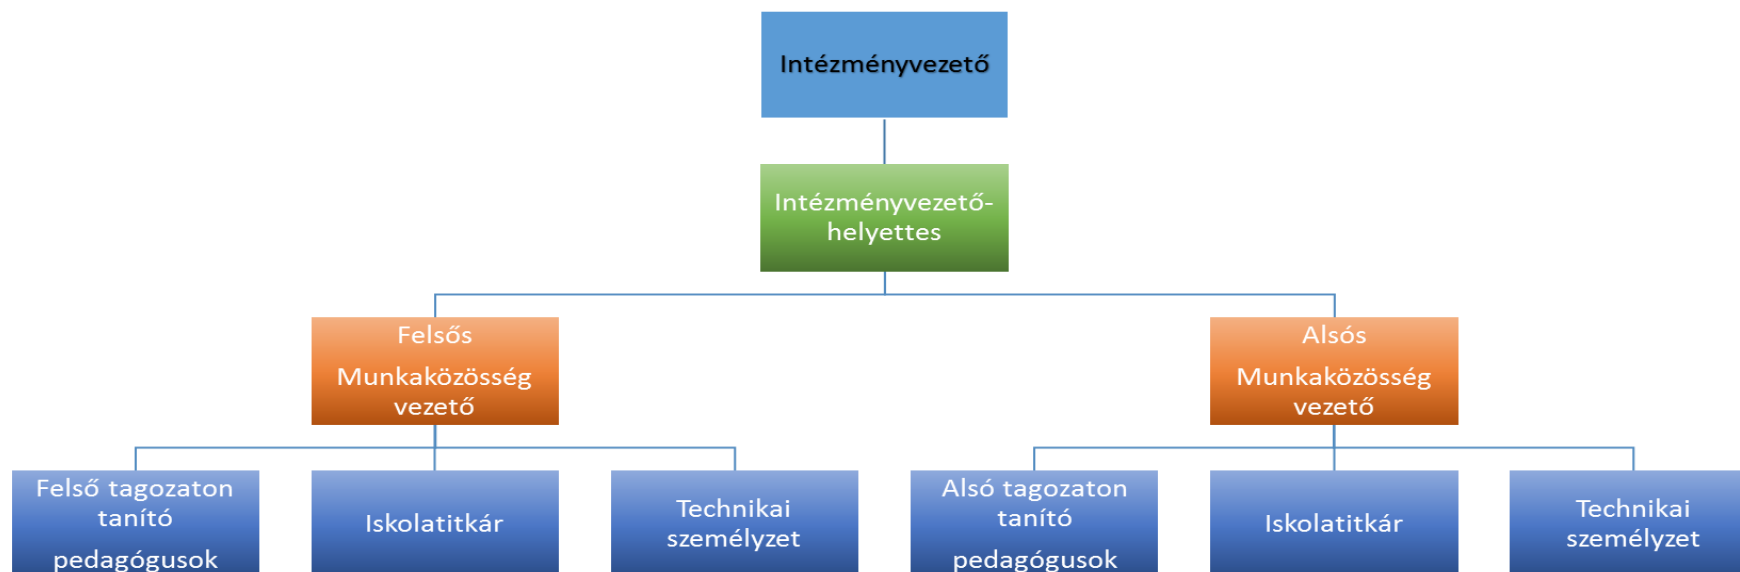 Intézményvezető
Intézményvezető-
helyettes
Felsős
Munkaközösség
vezető
Alsós
Munkaközösség
vezető
Felső tagozaton
tanító
pedagógusok
Iskolatitkár
Technikai
személyzet
Alsó tagozaton
tanító
pedagógusok
Iskolatitkár
Technikai
személyzet